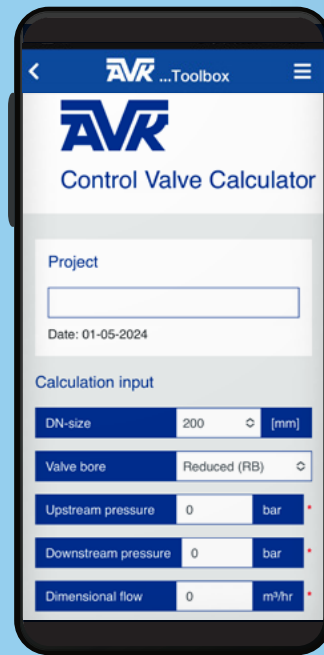 AVK ...Toolbox
AVK
Control Valve Calculator
Project
Date: 01-05-2024
Calculation input
DN-size 200 [mm]
Valve bore Reduced (RB)
Upstream pressure 0 bar *
Downstream pressure 0 bar *
Dimensional flow 0 m³/hr *